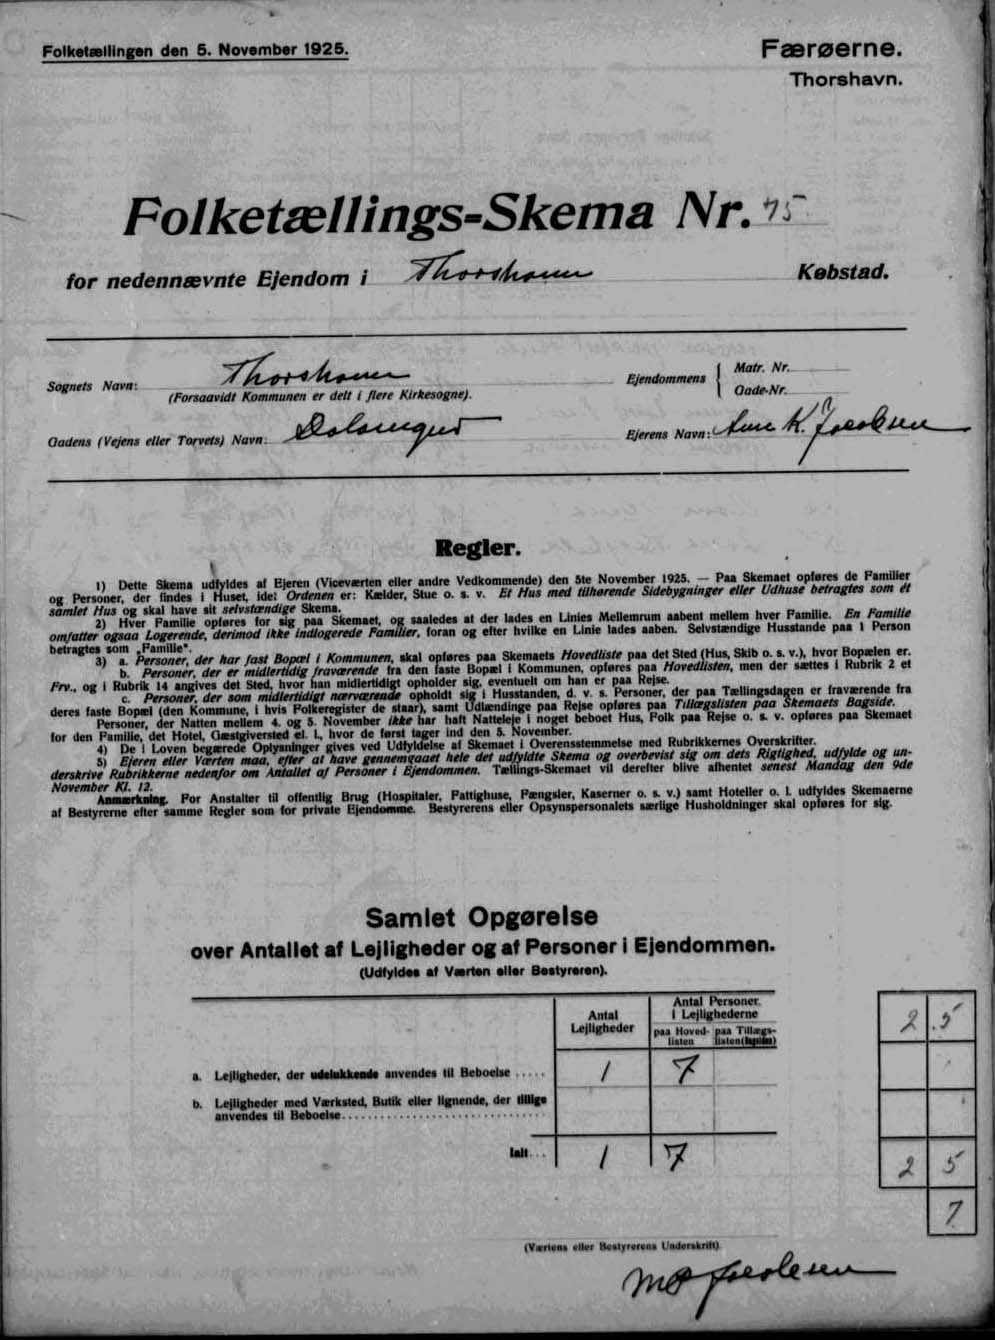 Folketællingen den 5. November 1925.
Færøerne.
Thorshavn.
Folketællings-Skema Nr. 75
for nedennævnte Ejendom i Thorshavn Købstad.
Sognets Navn: Thorshavn
(Forsaavidt Kommunen er delt i flere Kirkesogne).
Ejendommens
Matr. Nr.
Gade-Nr.
Gadens (Vejens eller Torvets) Navn:
Ejerens Navn: K. Jacobsen
Regler.
1) Dette Skema udfyldes af Ejeren (Viceværten eller andre Vedkommende) den 5te November 1925. — Paa Skemaet opføres de Familier
og Personer, der findes i Huset, idet Ordenen er: Kælder, Stue o. s. v. Et Hus med tilhørende Sidebygninger eller Udhuse betragtes som ét
samlet Hus og skal have sit selvstændige Skema.
2) Hver Familie opføres for sig paa Skemaet, og saaledes at der lades en Linies Mellemrum aabent mellem hver Familie. En Familie
omfatter ogsaa Logerende, derimod ikke indlogerede Familier, foran og efter hvilke en Linie lades aaben. Selvstændige Husstande paa 1 Person
betragtes som „Familie".
3) a. Personer, der har fast Bopæl i Kommunen, skal opføres paa Skemaets Hovedliste paa det Sted (Hus, Skib o. s. v.), hvor Bopælen er.
b. Personer, der er midlertidig fraværende fra den faste Bopæl i Kommunen, opføres paa Hovedlisten, men der sættes i Rubrik 2 et
Frv., og i Rubrik 14 angives det Sted, hvor han midlertidigt opholder sig, eventuelt om han er paa Rejse.
c. Personer, der som midlertidigt nærværende opholdt sig i Husstanden, d. v. s. Personer, der paa Tællingsdagen er fraværende fra
deres faste Bopæl (den Kommune, i hvis Folkeregister de staar), samt Udlændinge paa Rejse opføres paa Tillægslisten paa Skemaets Bagside.
Personer, der Natten mellem 4. og 5. November ikke har haft Natteleje i noget beboet Hus, Folk paa Rejse o. s. v. opføres paa Skemaet
for den Familie, det Hotel, Gæstgiversted el. l., hvor de først tager ind den 5. November.
4) De i Loven begærede Oplysninger gives ved Udfyldelse af Skemaet i Overensstemmelse med Rubrikkernes Overskrifter.
5) Ejeren eller Værten maa, efter at have gennemgaaet hele det udfyldte Skema og overbevist sig om dets Rigtighed, udfylde og un-
derskrive Rubrikkerne nedenfor om Antallet af Personer i Ejendommen. Tællings-Skemaet vil derefter blive afhentet senest Mandag den 9de
November Kl. 12.
Anmærkning. For Anstalter til offentlig Brug (Hospitaler, Fattighuse, Fængsler, Kaserner o. s. v.) samt Hoteller o. l. udfyldes Skemaerne
af Bestyrerne efter samme Regler som for private Ejendomme. Bestyrerens eller Opsynspersonalets særlige Husholdninger skal opføres for sig.
Samlet Opgørelse
over Antallet af Lejligheder og af Personer i Ejendommen.
(Udfyldes af Værten eller Bestyreren).
Antal
Lejligheder
Antal Personer
i Lejlighederne
paa Hoved-
listen
paa Tillægs-
listen (bagsiden)
2 5
a. Lejligheder, der udelukkende anvendes til Beboelse ..... 1 7
b. Lejligheder med Værksted, Butik eller lignende, der tillige
anvendes til Beboelse
Ialt... 1 7
2 5
7
(Værtens eller Bestyrerens Underskrift)
Jacobsen